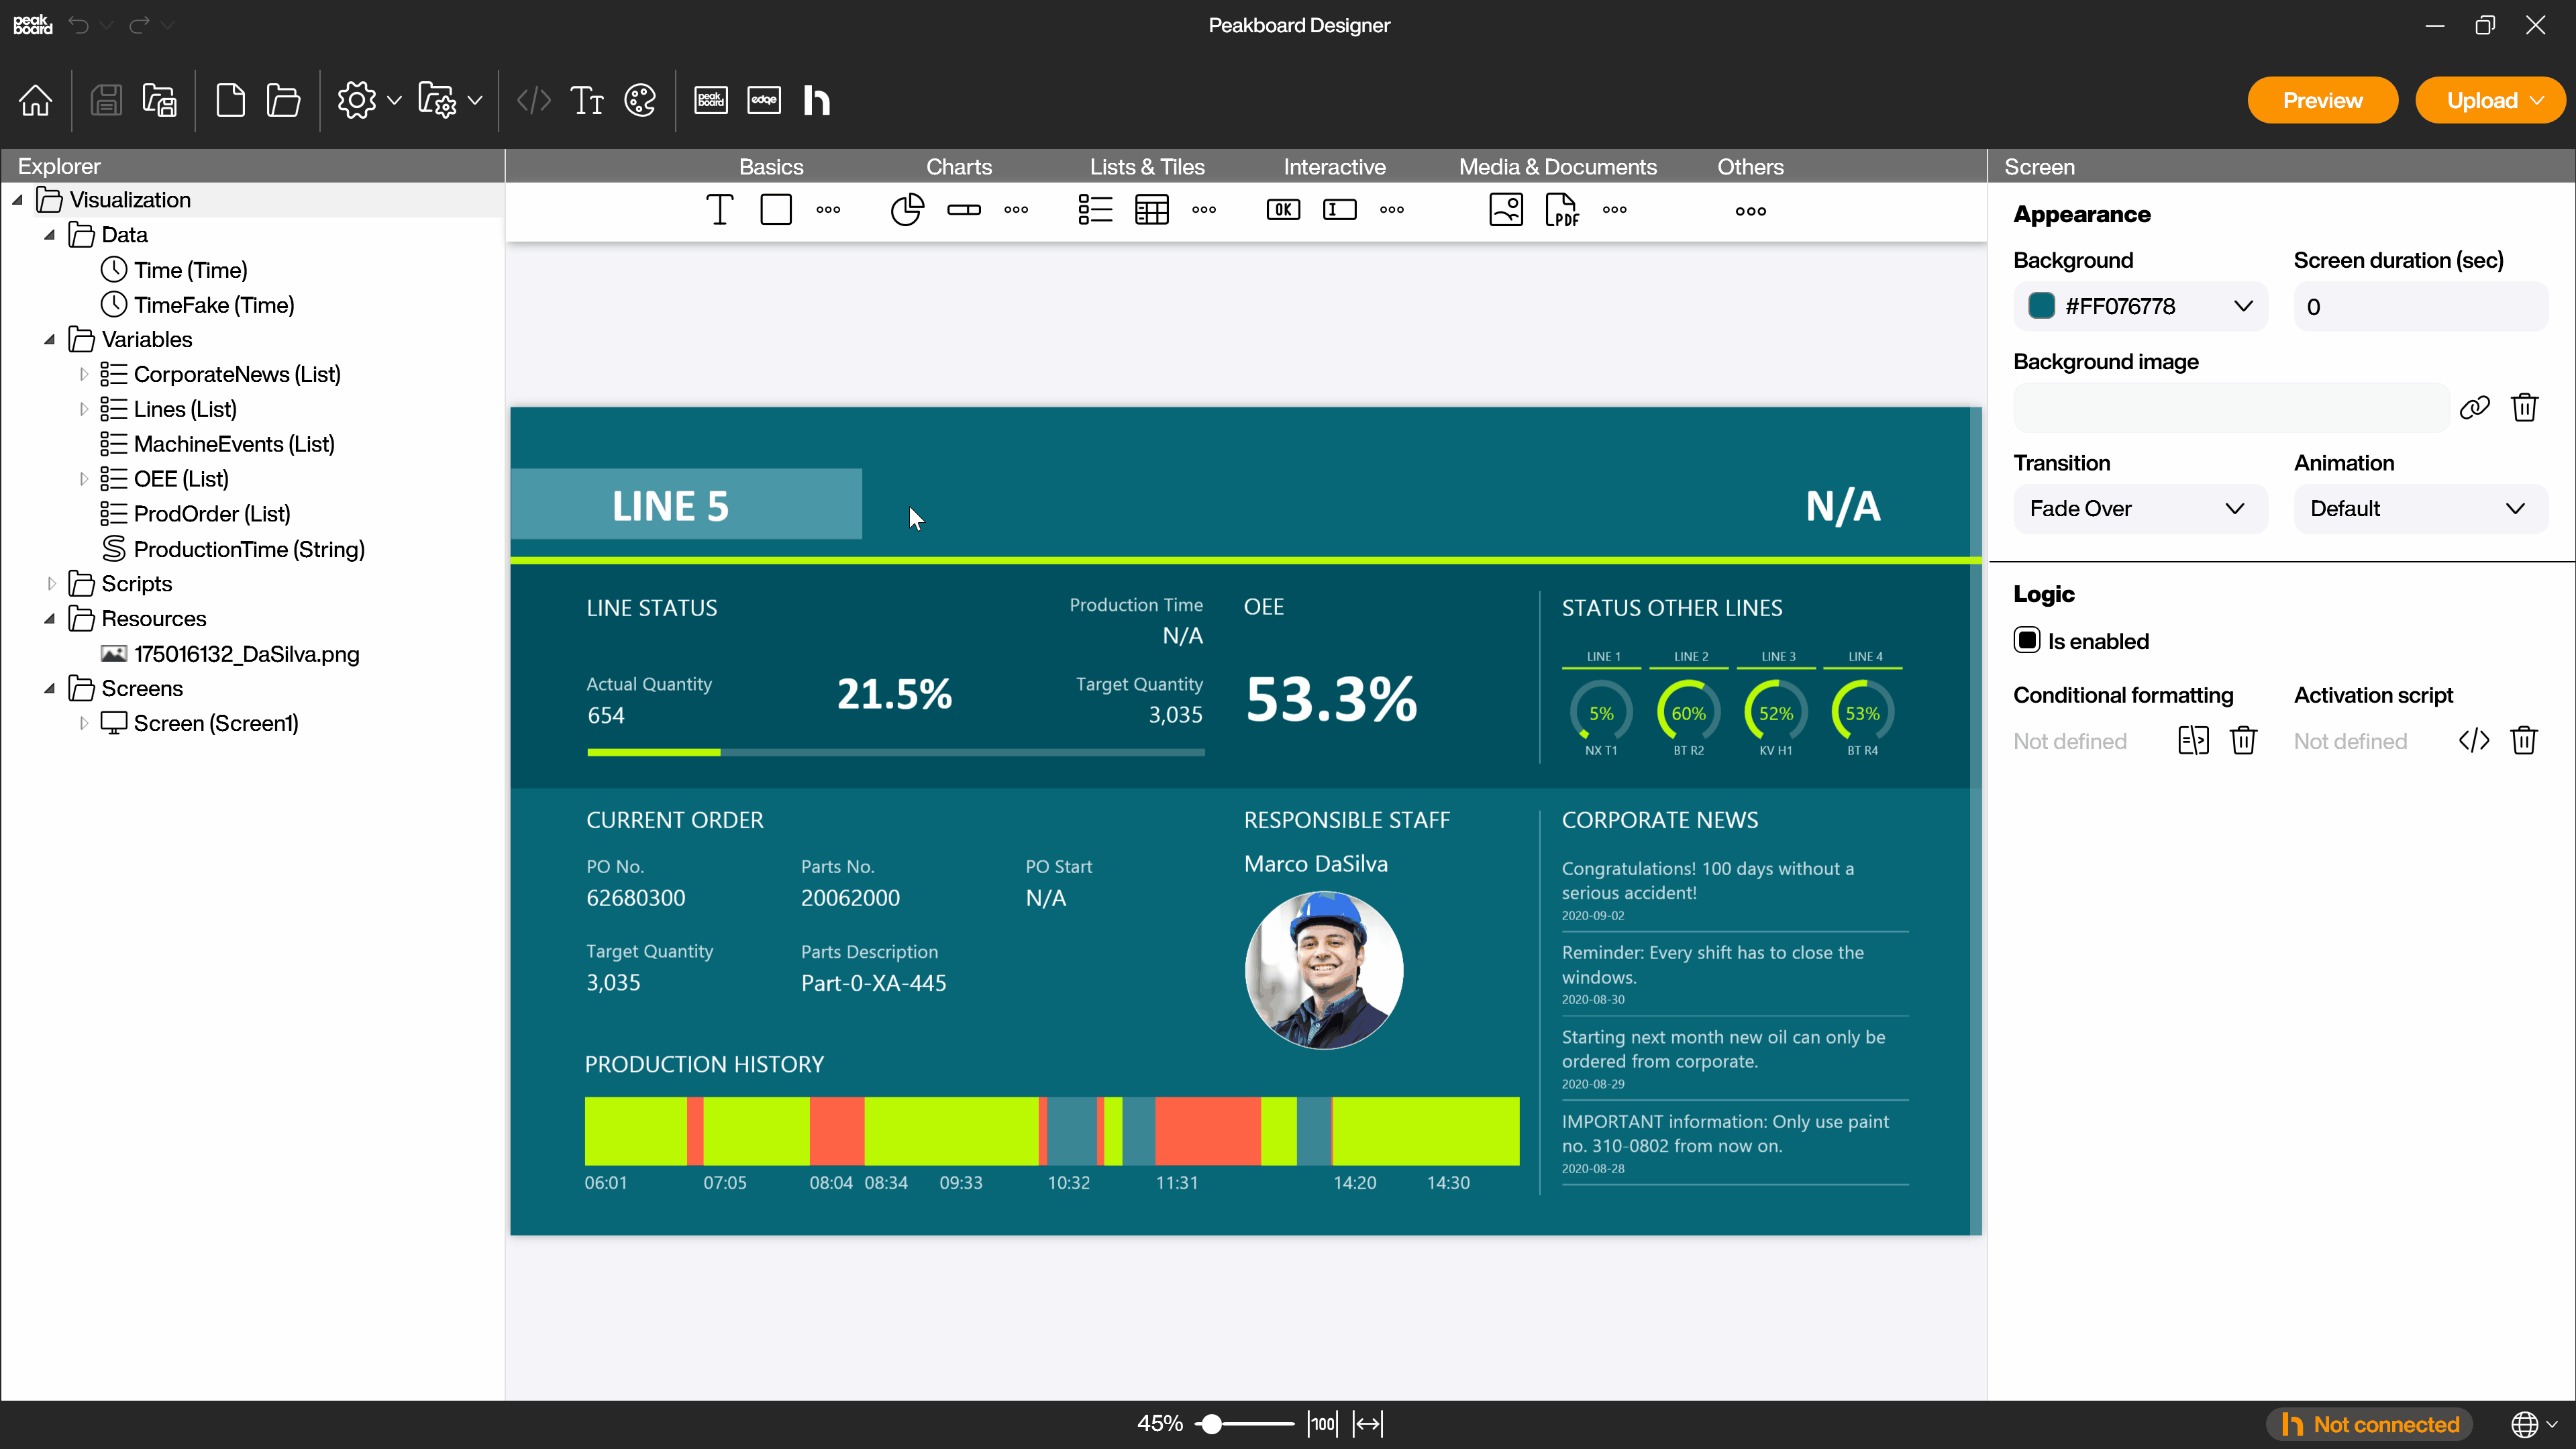 peak
board
Peakboard Designer
peak
board
edge
h
Preview
Upload
Explorer
Basics
Charts
Lists & Tiles
Interactive
Media & Documents
Others
Screen
OK
PDF
Visualization
Data
Time (Time)
TimeFake (Time)
Variables
CorporateNews (List)
Lines (List)
MachineEvents (List)
OEE (List)
ProdOrder (List)
ProductionTime (String)
Scripts
Resources
175016132_DaSilva.png
Screens
Screen (Screen1)
LINE 5
N/A
LINE STATUS
Production Time
N/A
Actual Quantity
654
21.5%
Target Quantity
3,035
OEE
53.3%
STATUS OTHER LINES
LINE 1
LINE 2
LINE 3
LINE 4
5%
60%
52%
53%
NX T1
BT R2
KV H1
BT R4
CURRENT ORDER
PO No.
Parts No.
PO Start
62680300
20062000
N/A
Target Quantity
Parts Description
3,035
Part-0-XA-445
RESPONSIBLE STAFF
Marco DaSilva
CORPORATE NEWS
Congratulations! 100 days without a
serious accident!
2020-09-02
Reminder: Every shift has to close the
windows.
2020-08-30
Starting next month new oil can only be
ordered from corporate.
2020-08-29
IMPORTANT information: Only use paint
no. 310-0802 from now on.
2020-08-28
PRODUCTION HISTORY
06:01
07:05
08:04
08:34
09:33
10:32
11:31
14:20
14:30
Appearance
Background
Screen duration (sec)
#FF076778
0
Background image
Transition
Animation
Fade Over
Default
Logic
Is enabled
Conditional formatting
Activation script
Not defined
Not defined
45%
100
h Not connected